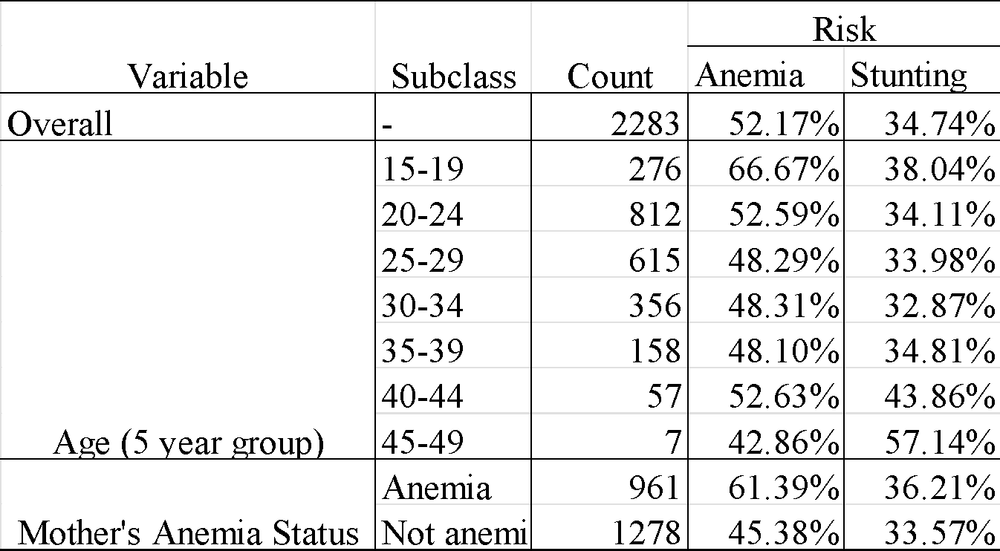 Risk
Variable Subclass Count Anemia Stunting
Overall - 2283 52.17% 34.74%
15-19 276 66.67% 38.04%
20-24 812 52.59% 34.11%
25-29 615 48.29% 33.98%
30-34 356 48.31% 32.87%
35-39 158 48.10% 34.81%
40-44 57 52.63% 43.86%
Age (5 year group) 45-49 7 42.86% 57.14%
Anemia 961 61.39% 36.21%
Mother's Anemia Status Not anemi 1278 45.38% 33.57%